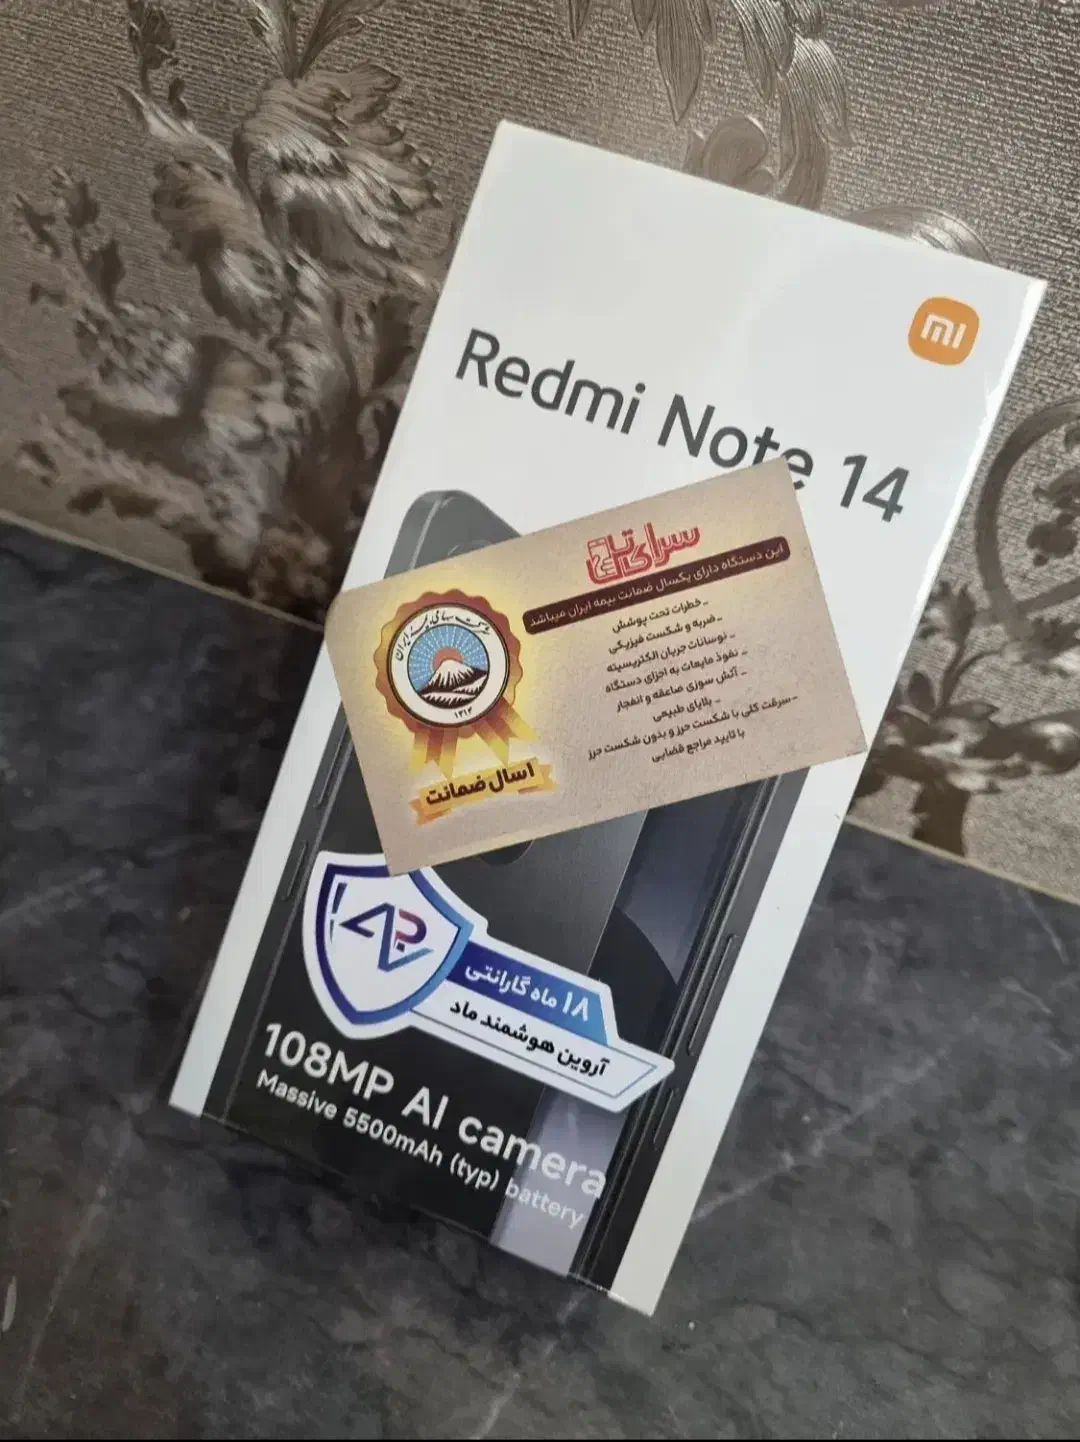 mi
Redmi Note 14
سرای تاچ
این دستگاه دارای یکسال ضمانت بیمه ایران میباشد
_ خطرات تحت پوشش
_ ضربه و شکست فیزیکی
_ نوسانات جریان الکتریسیته
_ نفوذ مایعات به اجزای دستگاه
_ آتش سوزی صاعقه و انفجار
_ بلایای طبیعی
_ سرقت کلی با شکست حرز و بدون شکست حرز
با تایید مراجع قضایی
شرکت سهامی بیمه ایران
۱۳۱۴
۱سال ضمانت
۱۸ ماه گارانتی
آروین هوشمند ماد
108MP AI camera
Massive 5500mAh (typ) battery